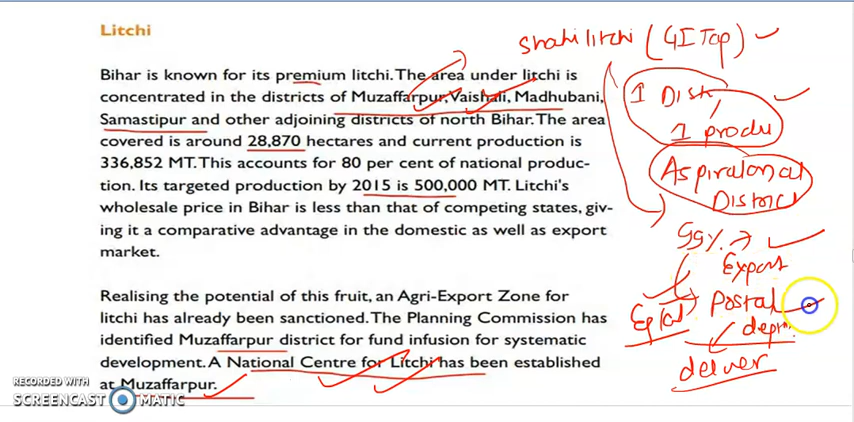 Litchi
Bihar is known for its premium litchi. The area under litchi is
concentrated in the districts of Muzaffarpur, Vaishali, Madhubani,
Samastipur and other adjoining districts of north Bihar. The area
covered is around 28,870 hectares and current production is
336,852 MT. This accounts for 80 per cent of national produc-
tion. Its targeted production by 2015 is 500,000 MT. Litchi's
wholesale price in Bihar is less than that of competing states, giv-
ing it a comparative advantage in the domestic as well as export
market.
Realising the potential of this fruit, an Agri-Export Zone for
litchi has already been sanctioned. The Planning Commission has
identified Muzaffarpur district for fund infusion for systematic
development. A National Centre for Litchi has been established
at Muzaffarpur.
Shahi litchi (GI Tag)
1 Dist
1 produ
Aspirational
District
99%
Export
Postal
deptt.
deliver
RECORDED WITH
SCREENCAST MATIC